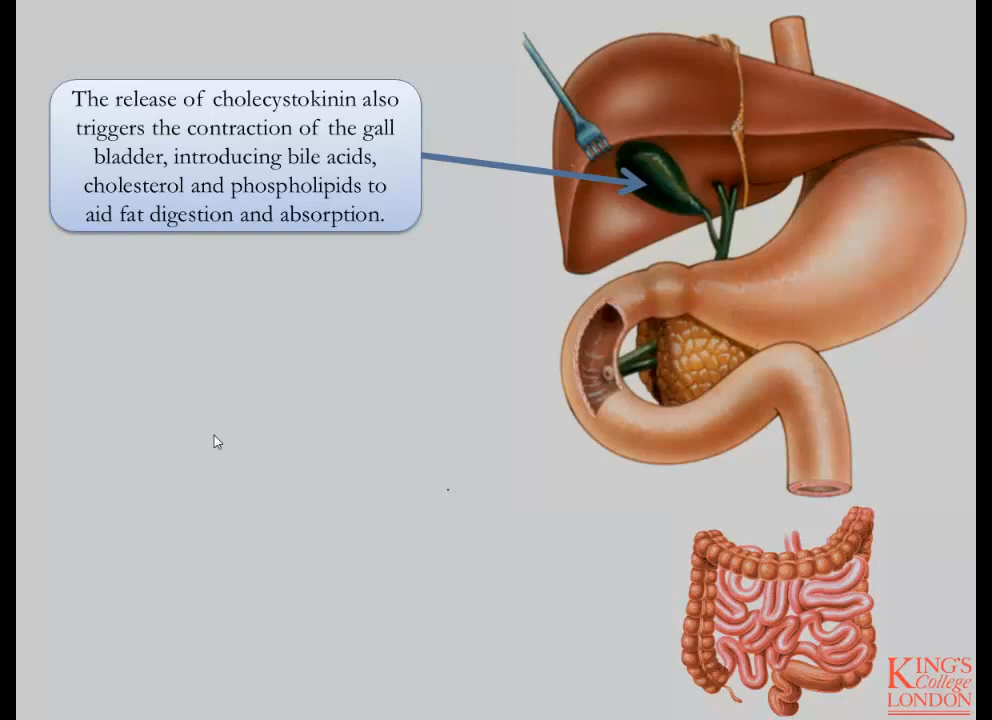 The release of cholecystokinin also
triggers the contraction of the gall
bladder, introducing bile acids,
cholesterol and phospholipids to
aid fat digestion and absorption.
KING'S
College
LONDON